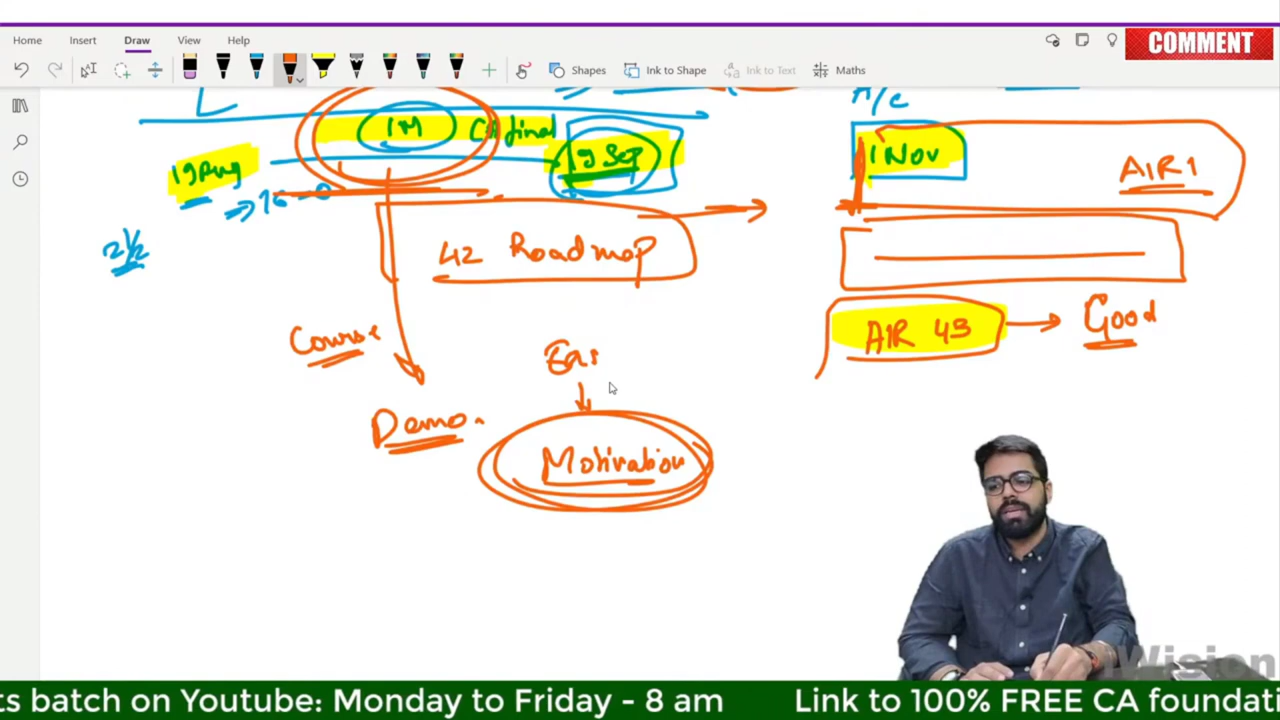 Home Insert Draw View Help
COMMENT
Shapes Ink to Shape Ink to Text Maths
A/c
1M CA final
19 Aug 19 Sep
1 Nov
AIR 1
2½
42 Roadmap
AIR 43 → Good
Course
Demo
Motivation
Wision
ts batch on Youtube: Monday to Friday - 8 am Link to 100% FREE CA foundati